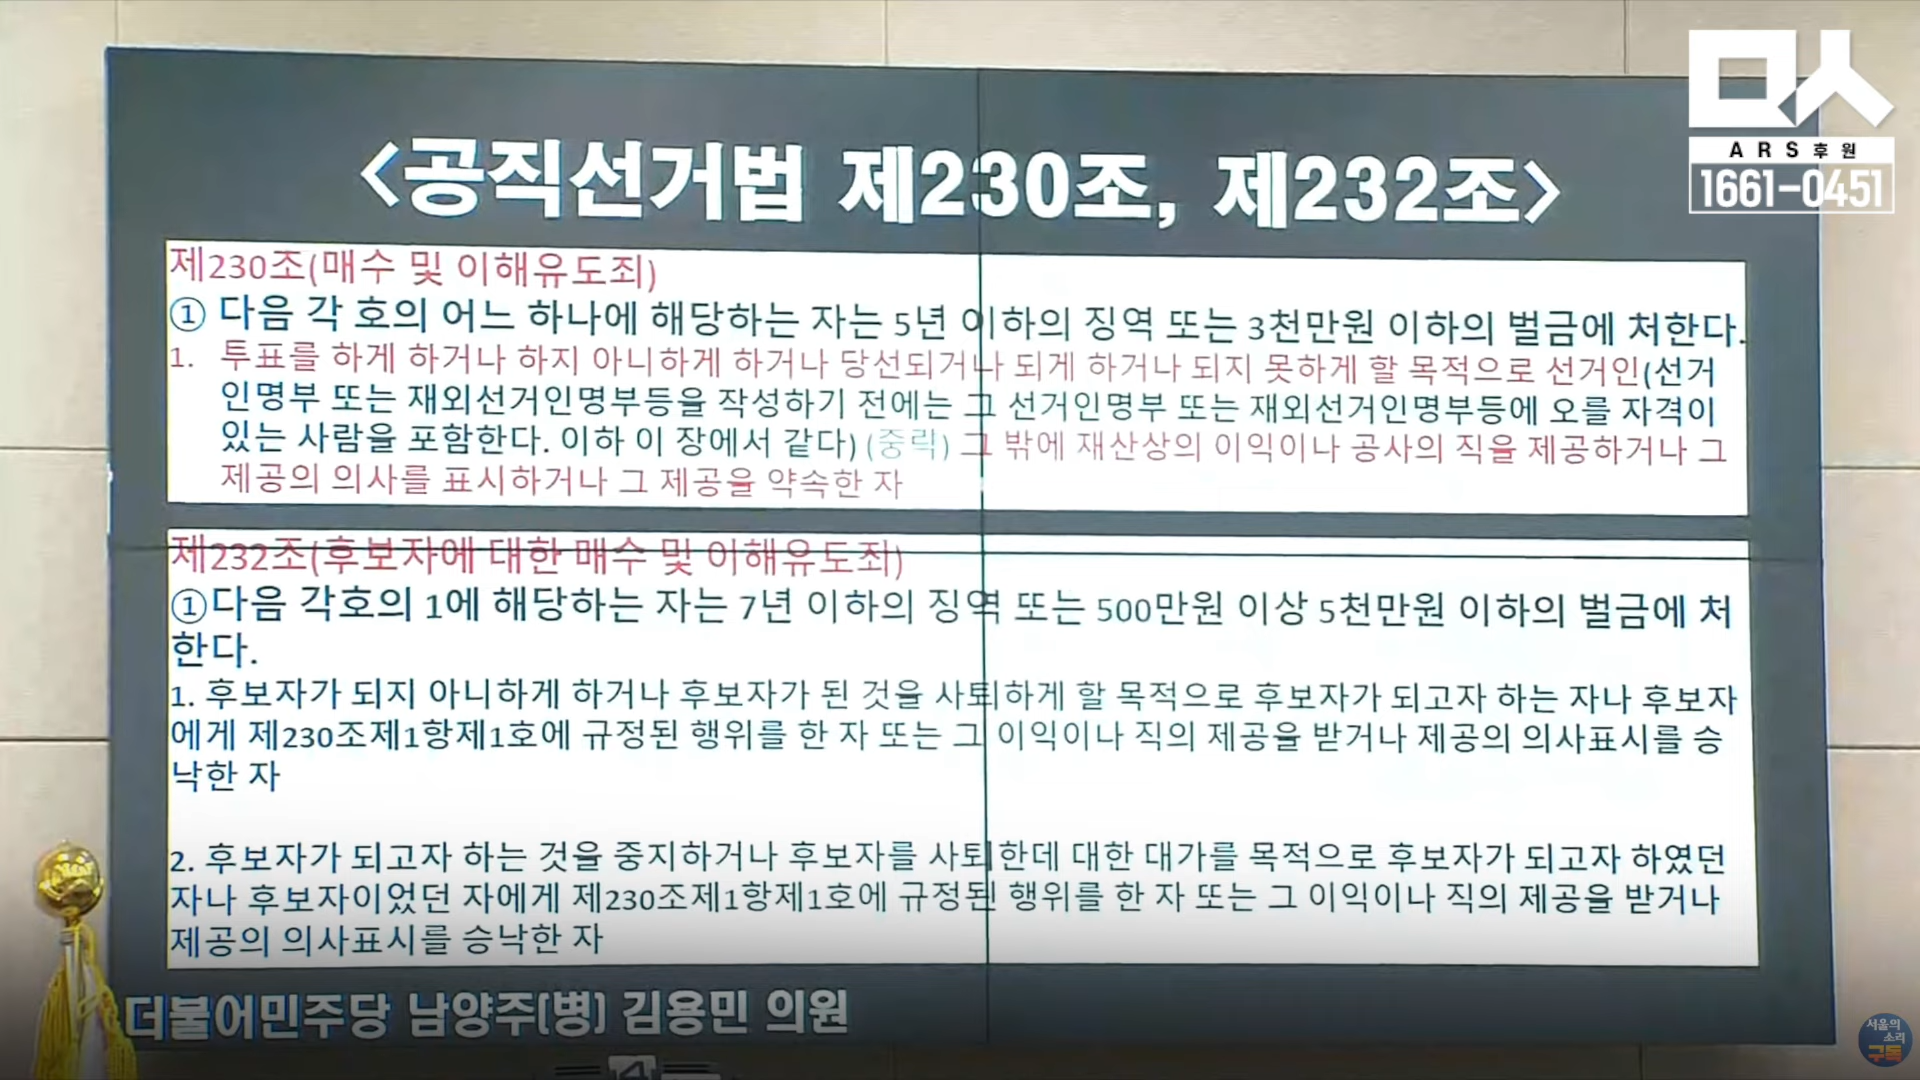 ㅁ人
ARS후원
1661-0451
<공직선거법 제230조, 제232조>
제230조(매수 및 이해유도죄)
① 다음 각 호의 어느 하나에 해당하는 자는 5년 이하의 징역 또는 3천만원 이하의 벌금에 처한다.
1. 투표를 하게 하거나 하지 아니하게 하거나 당선되거나 되게 하거나 되지 못하게 할 목적으로 선거인(선거
인명부 또는 재외선거인명부등을 작성하기 전에는 그 선거인명부 또는 재외선거인명부등에 오를 자격이
있는 사람을 포함한다. 이하 이 장에서 같다) (중략) 그 밖에 재산상의 이익이나 공사의 직을 제공하거나 그
제공의 의사를 표시하거나 그 제공을 약속한 자
제232조(후보자에 대한 매수 및 이해유도죄)
①다음 각호의 1에 해당하는 자는 7년 이하의 징역 또는 500만원 이상 5천만원 이하의 벌금에 처
한다.
1. 후보자가 되지 아니하게 하거나 후보자가 된 것을 사퇴하게 할 목적으로 후보자가 되고자 하는 자나 후보자
에게 제230조제1항제1호에 규정된 행위를 한 자 또는 그 이익이나 직의 제공을 받거나 제공의 의사표시를 승
낙한 자
2. 후보자가 되고자 하는 것을 중지하거나 후보자를 사퇴한데 대한 대가를 목적으로 후보자가 되고자 하였던
자나 후보자이었던 자에게 제230조제1항제1호에 규정된 행위를 한 자 또는 그 이익이나 직의 제공을 받거나
제공의 의사표시를 승낙한 자
더불어민주당 남양주(병) 김용민 의원
서울의
소리
구독